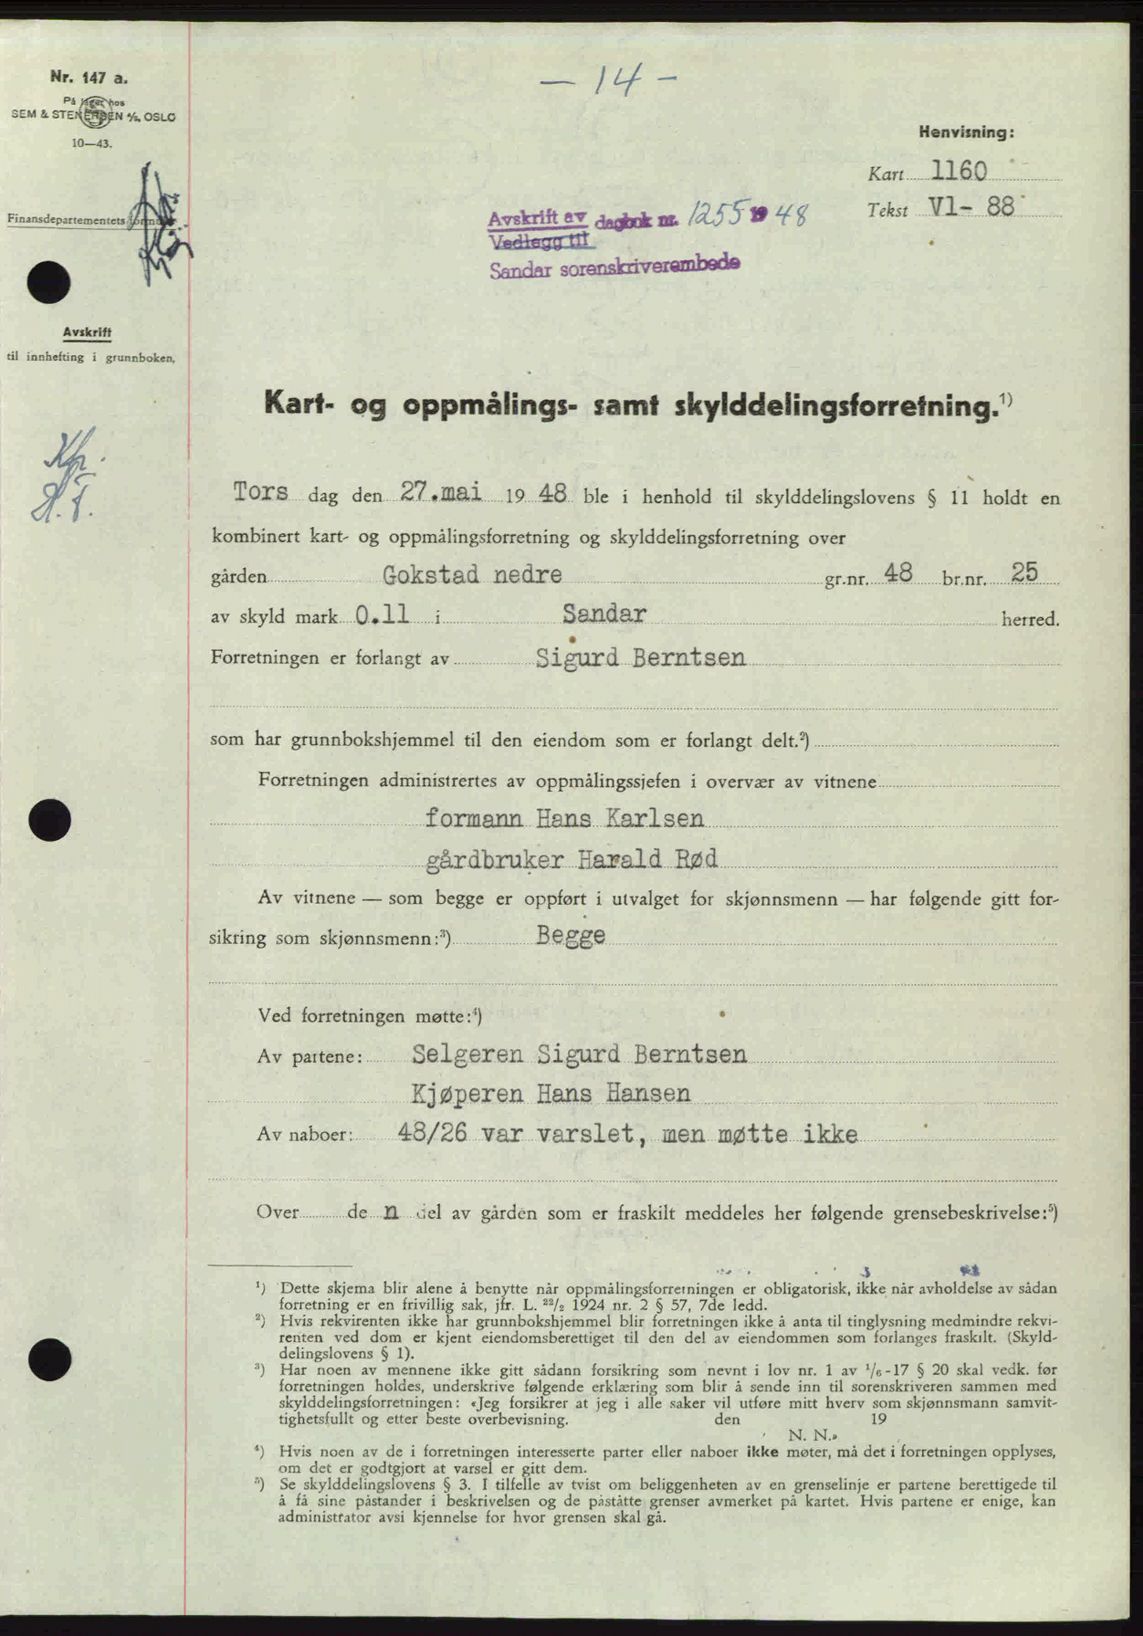 Nr. 147 a.
På lager hos
SEM & STENERSEN A/S, OSLO
10—43.
Finansdepartementets
Avskrift
til innhefting i grunnboken.
Kfr.
H. F.
— 14 —
Henvisning:
Kart 1160
Tekst V1- 88
Avskrift av dagbok nr. 1255 1948
Vedlegg til
Sandar sorenskriverembede
Kart- og oppmålings- samt skylddelingsforretning.¹)
Tors dag den 27.mai 19 48 ble i henhold til skylddelingslovens § 11 holdt en
kombinert kart- og oppmålingsforretning og skylddelingsforretning over
gården Gokstad nedre gr.nr. 48 br.nr. 25
av skyld mark 0.11 i Sandar herred.
Forretningen er forlangt av Sigurd Berntsen
som har grunnbokshjemmel til den eiendom som er forlangt delt.²)
Forretningen administrertes av oppmålingssjefen i overvær av vitnene
formann Hans Karlsen
gårdbruker Harald Rød
Av vitnene — som begge er oppført i utvalget for skjønnsmenn — har følgende gitt for-
sikring som skjønnsmenn:³) Begge
Ved forretningen møtte:⁴)
Av partene: Selgeren Sigurd Berntsen
Kjøperen Hans Hansen
Av naboer: 48/26 var varslet, men møtte ikke
Over de n del av gården som er fraskilt meddeles her følgende grensebeskrivelse:⁵)
¹) Dette skjema blir alene å benytte når oppmålingsforretningen er obligatorisk, ikke når avholdelse av sådan
forretning er en frivillig sak, jfr. L. ²²/₂ 1924 nr. 2 § 57, 7de ledd.
²) Hvis rekvirenten ikke har grunnbokshjemmel blir forretningen ikke å anta til tinglysning medmindre rekvi-
renten ved dom er kjent eiendomsberettiget til den del av eiendommen som forlanges fraskilt. (Skyld-
delingslovens § 1).
³) Har noen av mennene ikke gitt sådann forsikring som nevnt i lov nr. 1 av ¹/₆-17 § 20 skal vedk. før
forretningen holdes, underskrive følgende erklæring som blir å sende inn til sorenskriveren sammen med
skylddelingsforretningen: «Jeg forsikrer at jeg i alle saker vil utføre mitt hverv som skjønnsmann samvit-
tighetsfullt og etter beste overbevisning. den 19
N. N.»
⁴) Hvis noen av de i forretningen interesserte parter eller naboer ikke møter, må det i forretningen opplyses,
om det er godtgjort at varsel er gitt dem.
⁵) Se skylddelingslovens § 3. I tilfelle av tvist om beliggenheten av en grenselinje er partene berettigede til
å få sine påstander i beskrivelsen og de påståtte grenser avmerket på kartet. Hvis partene er enige, kan
administrator avsi kjennelse for hvor grensen skal gå.